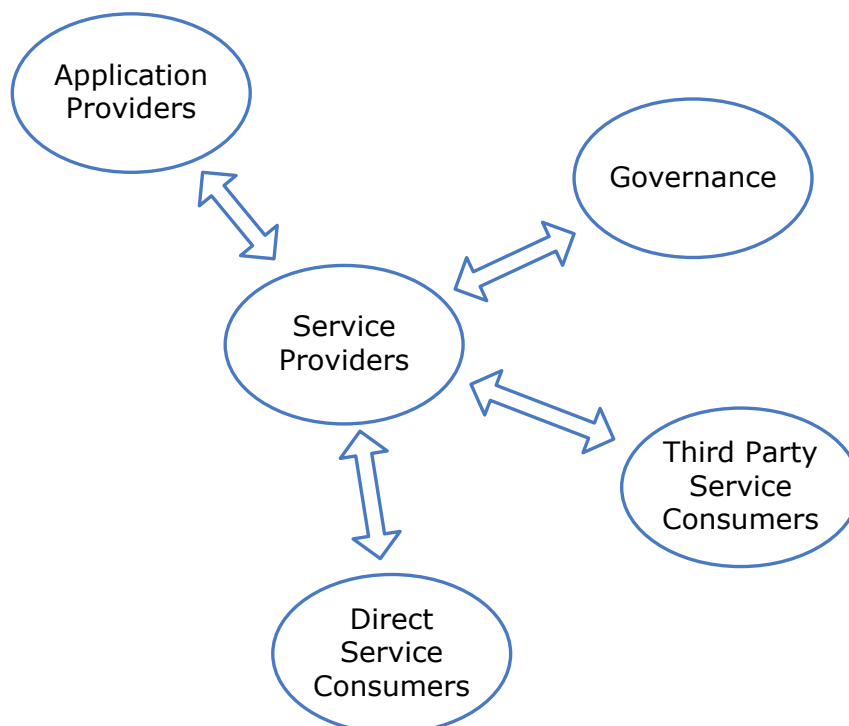 Application
Providers
Governance
Service
Providers
Third Party
Service
Consumers
Direct
Service
Consumers